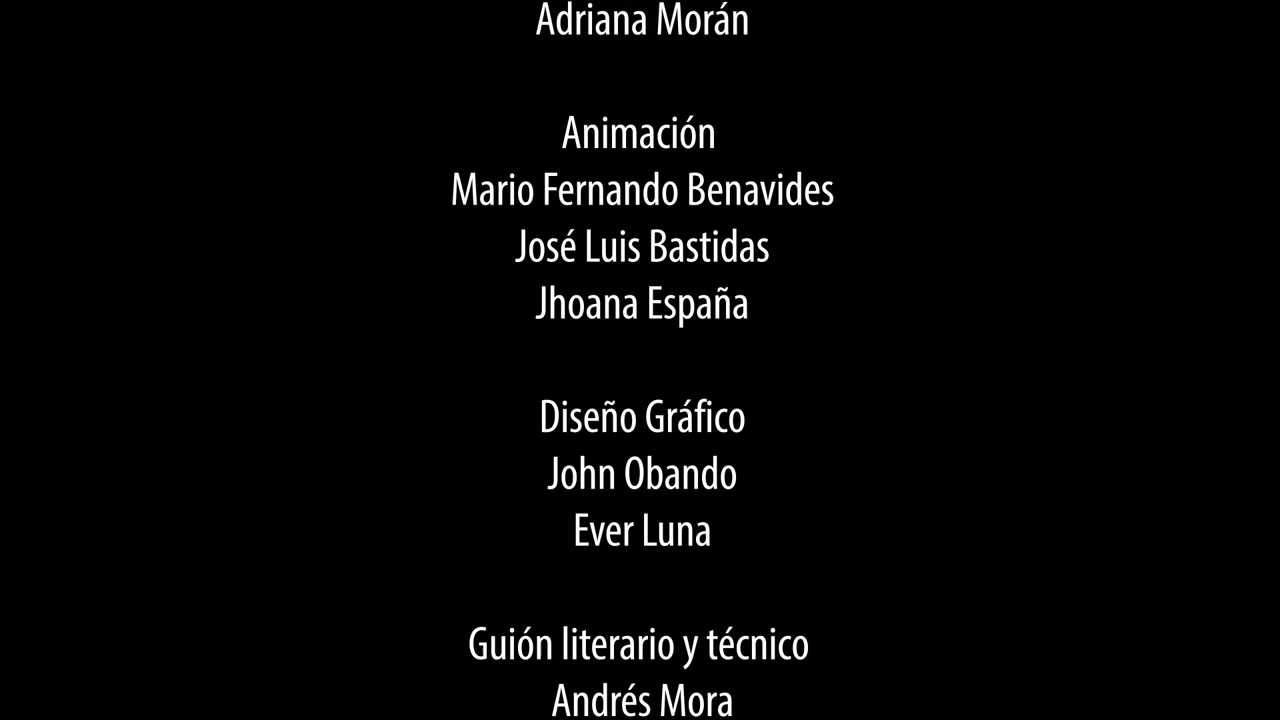 Adriana Morán
Animación
Mario Fernando Benavides
José Luis Bastidas
Jhoana España
Diseño Gráfico
John Obando
Ever Luna
Guión literario y técnico
Andrés Mora